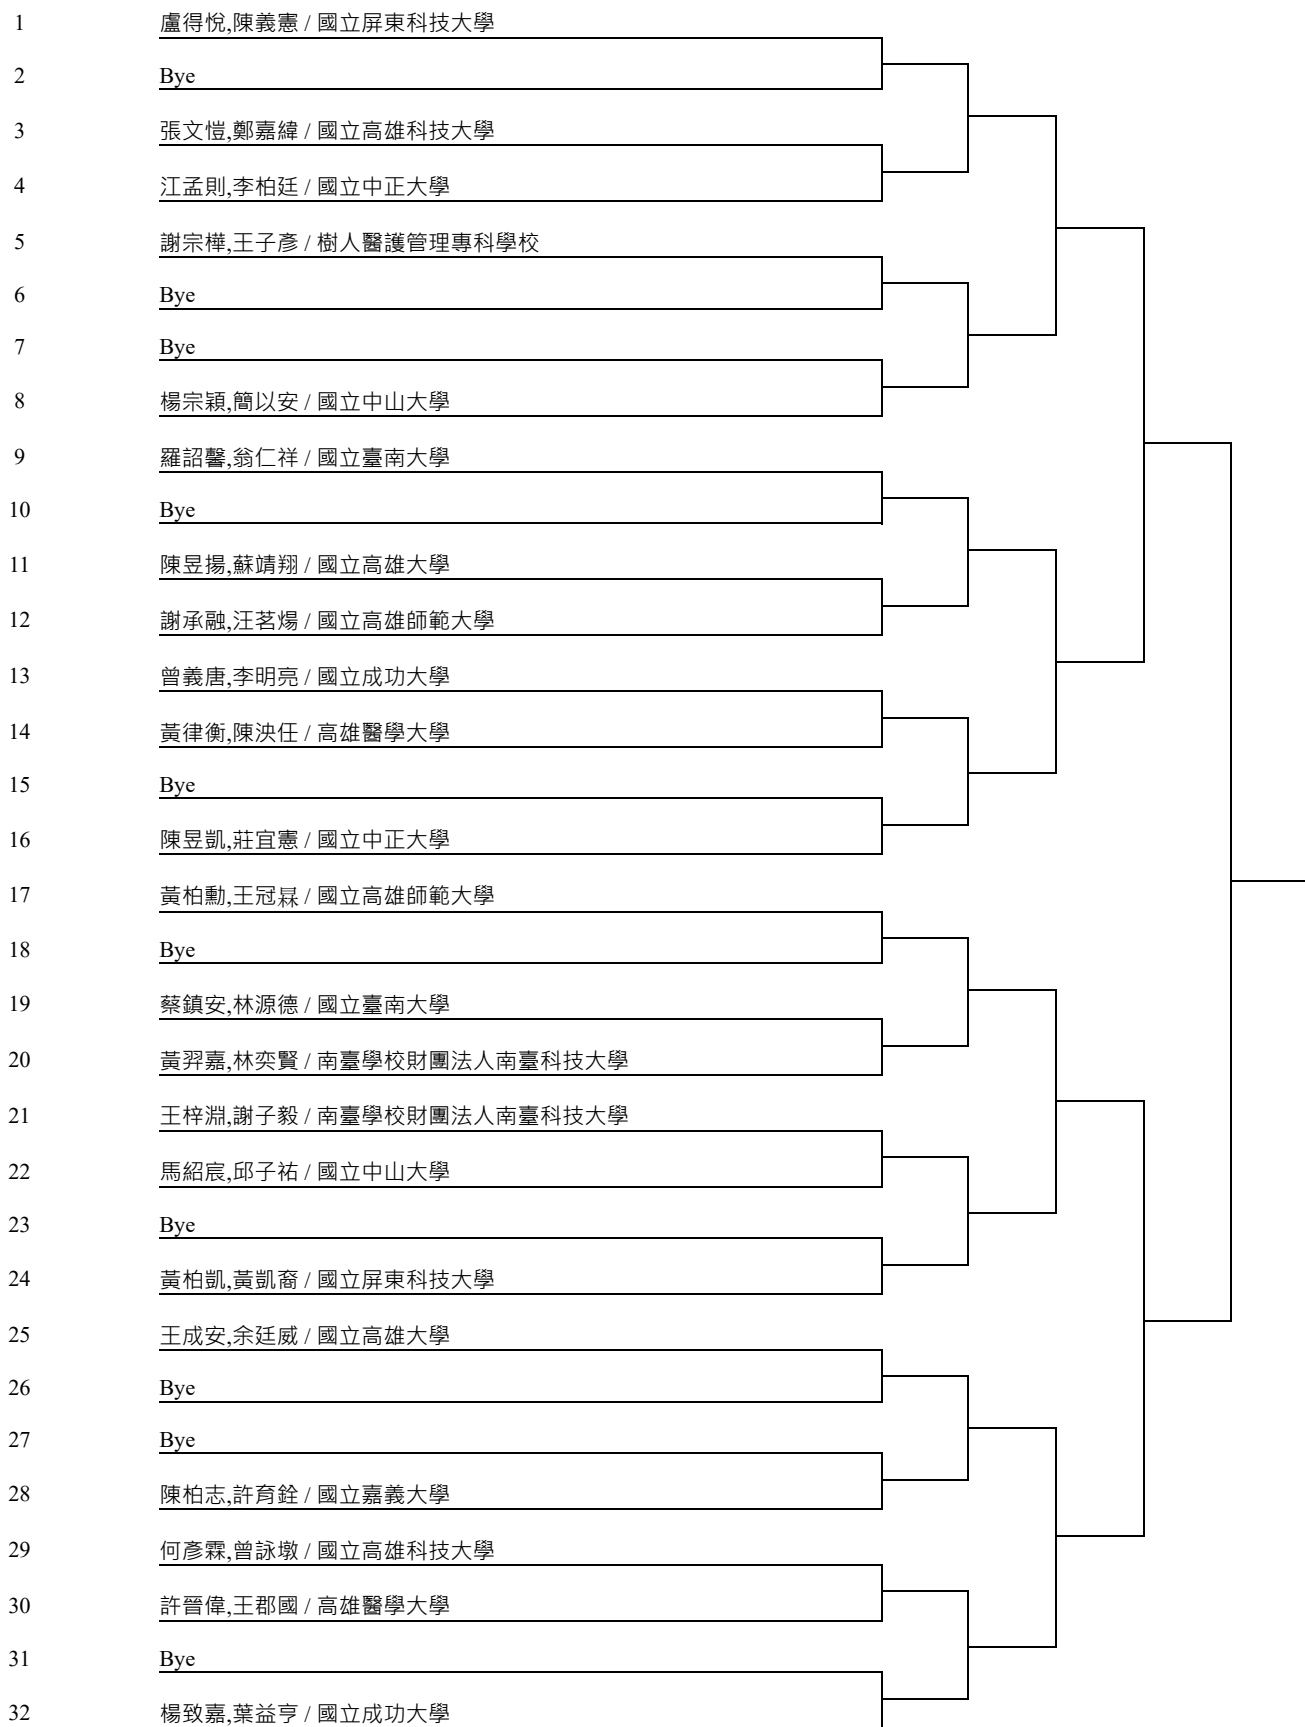 1 盧得悅,陳義憲 / 國立屏東科技大學
2 Bye
3 張文愷,鄭嘉緯 / 國立高雄科技大學
4 江孟則,李柏廷 / 國立中正大學
5 謝宗樺,王子彥 / 樹人醫護管理專科學校
6 Bye
7 Bye
8 楊宗穎,簡以安 / 國立中山大學
9 羅詔馨,翁仁祥 / 國立臺南大學
10 Bye
11 陳昱揚,蘇靖翔 / 國立高雄大學
12 謝承融,汪茗煬 / 國立高雄師範大學
13 曾義唐,李明亮 / 國立成功大學
14 黃律衡,陳泱任 / 高雄醫學大學
15 Bye
16 陳昱凱,莊宜憲 / 國立中正大學
17 黃柏勳,王冠槑 / 國立高雄師範大學
18 Bye
19 蔡鎮安,林源德 / 國立臺南大學
20 黃羿嘉,林奕賢 / 南臺學校財團法人南臺科技大學
21 王梓淵,謝子毅 / 南臺學校財團法人南臺科技大學
22 馬紹宸,邱子祐 / 國立中山大學
23 Bye
24 黃柏凱,黃凱裔 / 國立屏東科技大學
25 王成安,余廷威 / 國立高雄大學
26 Bye
27 Bye
28 陳柏志,許育銓 / 國立嘉義大學
29 何彥霖,曾詠墩 / 國立高雄科技大學
30 許晉偉,王郡國 / 高雄醫學大學
31 Bye
32 楊致嘉,葉益亨 / 國立成功大學